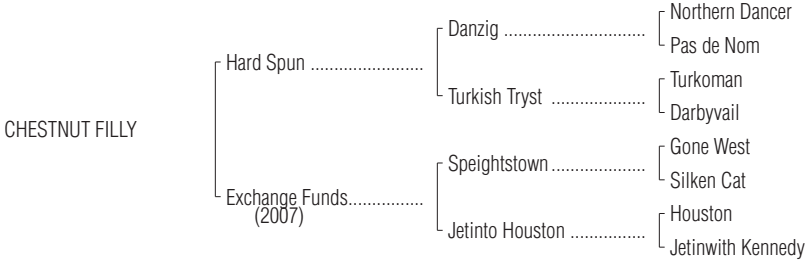 Northern Dancer
Danzig ..............................
Pas de Nom
Hard Spun ........................
Turkoman
Turkish Tryst ....................
Darbyvail
CHESTNUT FILLY
Gone West
Speightstown....................
Silken Cat
Exchange Funds................
(2007)
Houston
Jetinto Houston ................
Jetinwith Kennedy